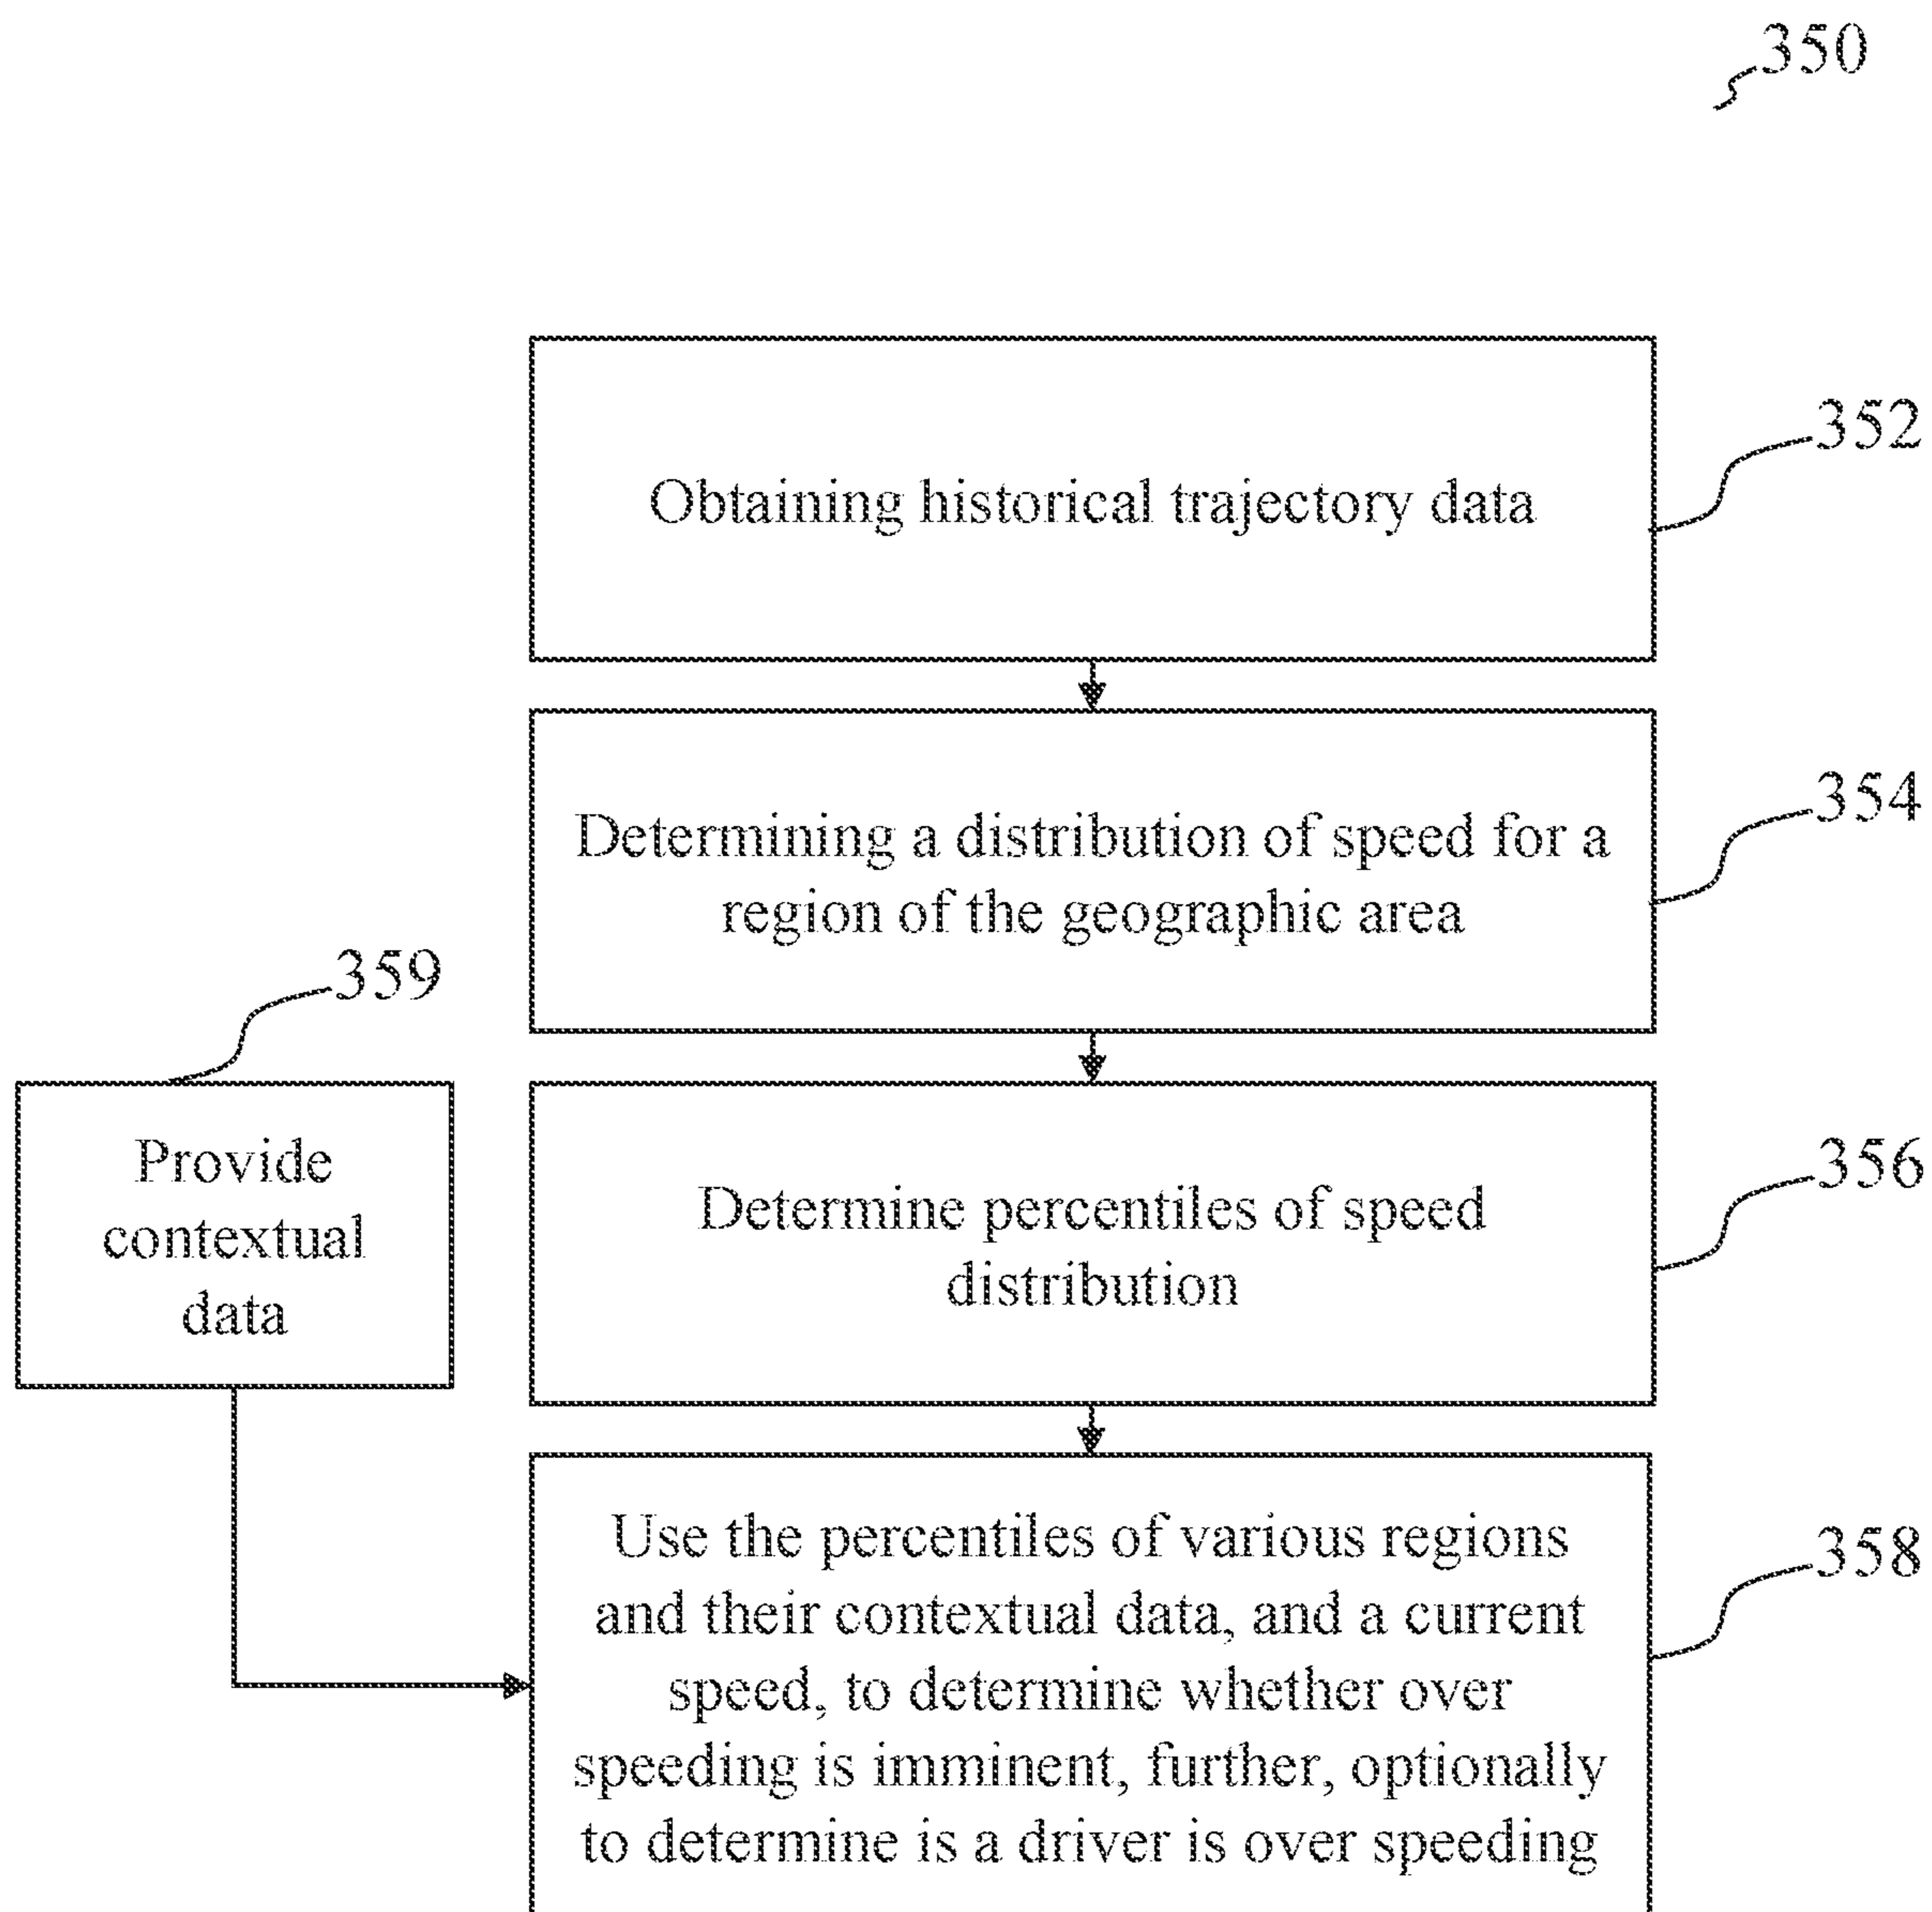 350
Obtaining historical trajectory data
352
Determining a distribution of speed for a
region of the geographic area
354
359
Provide
contextual
data
Determine percentiles of speed
distribution
356
Use the percentiles of various regions
and their contextual data, and a current
speed, to determine whether over
speeding is imminent, further, optionally
to determine is a driver is over speeding
358